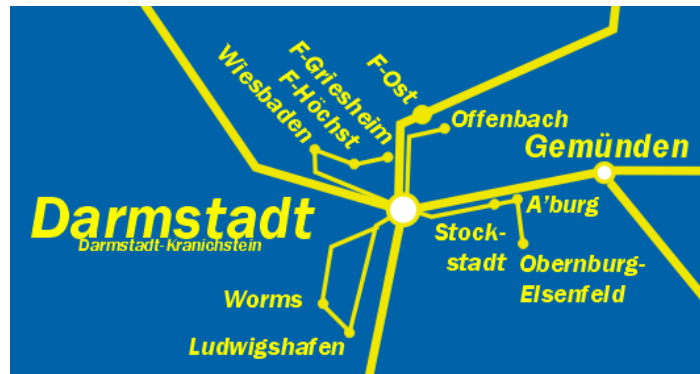 F-Ost
F-Griesheim
F-Höchst
Wiesbaden
Offenbach
Gemünden
Darmstadt
Darmstadt-Kranichstein
A'burg
Stock-
stadt
Obernburg-
Elsenfeld
Worms
Ludwigshafen